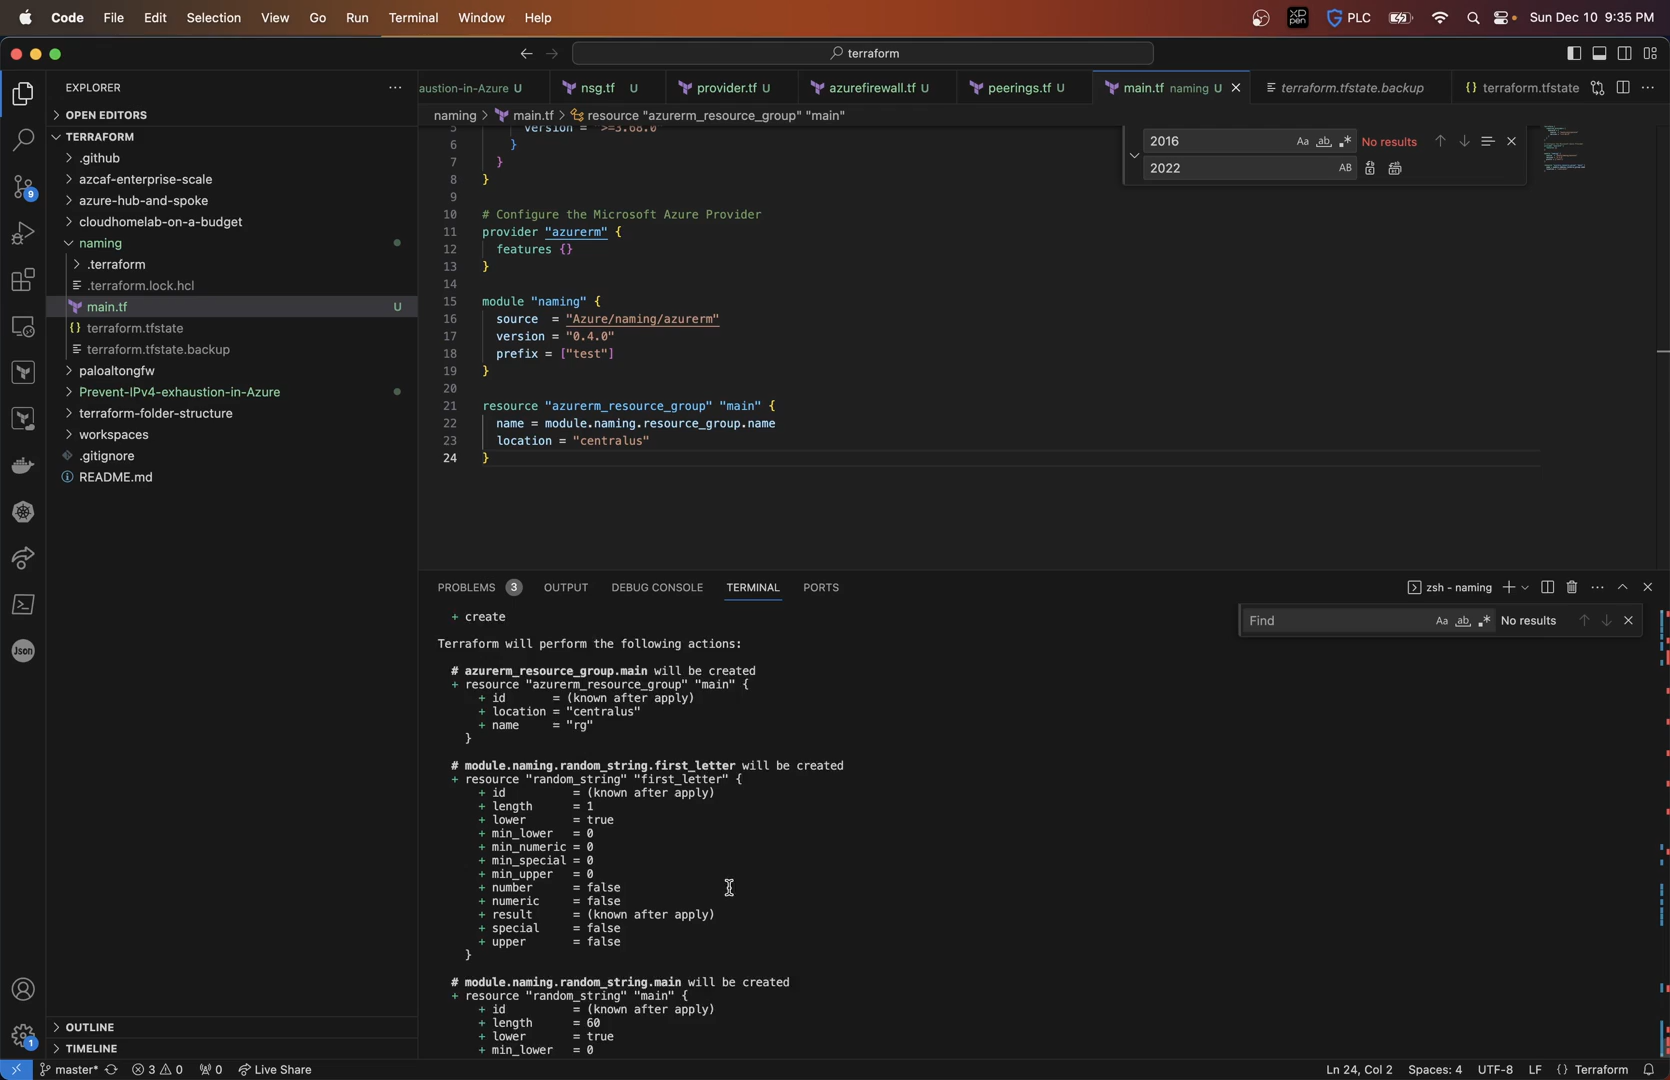 Code File Edit Selection View Go Run Terminal Window Help
PLC Sun Dec 10 9:35 PM
terraform
EXPLORER
austion-in-Azure U
nsg.tf U
provider.tf U
azurefirewall.tf U
peerings.tf U
main.tf naming U
terraform.tfstate.backup
{} terraform.tfstate
naming > main.tf > resource "azurerm_resource_group" "main"
OPEN EDITORS
TERRAFORM
.github
azcaf-enterprise-scale
azure-hub-and-spoke
cloudhomelab-on-a-budget
naming
.terraform
.terraform.lock.hcl
main.tf U
{} terraform.tfstate
terraform.tfstate.backup
paloaltongfw
Prevent-IPv4-exhaustion-in-Azure
terraform-folder-structure
workspaces
.gitignore
README.md
OUTLINE
TIMELINE
9
Json
1
2016 Aa ab No results
2022 AB
5 version = ">=3.68.0"
6 }
7 }
8 }
9
10 # Configure the Microsoft Azure Provider
11 provider "azurerm" {
12 features {}
13 }
14
15 module "naming" {
16 source = "Azure/naming/azurerm"
17 version = "0.4.0"
18 prefix = ["test"]
19 }
20
21 resource "azurerm_resource_group" "main" {
22 name = module.naming.resource_group.name
23 location = "centralus"
24 }
PROBLEMS 3 OUTPUT DEBUG CONSOLE TERMINAL PORTS
zsh - naming
Find Aa ab No results
+ create
Terraform will perform the following actions:
# azurerm_resource_group.main will be created
+ resource "azurerm_resource_group" "main" {
+ id = (known after apply)
+ location = "centralus"
+ name = "rg"
}
# module.naming.random_string.first_letter will be created
+ resource "random_string" "first_letter" {
+ id = (known after apply)
+ length = 1
+ lower = true
+ min_lower = 0
+ min_numeric = 0
+ min_special = 0
+ min_upper = 0
+ number = false
+ numeric = false
+ result = (known after apply)
+ special = false
+ upper = false
}
# module.naming.random_string.main will be created
+ resource "random_string" "main" {
+ id = (known after apply)
+ length = 60
+ lower = true
+ min_lower = 0
master* 3 0 0 Live Share
Ln 24, Col 2 Spaces: 4 UTF-8 LF {} Terraform